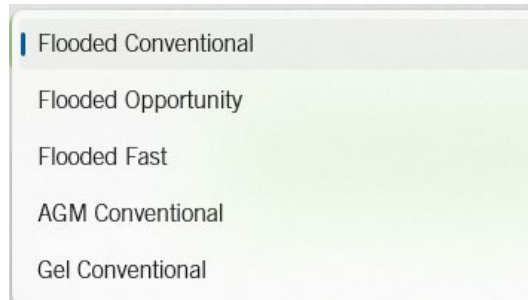 Flooded Conventional
Flooded Opportunity
Flooded Fast
AGM Conventional
Gel Conventional